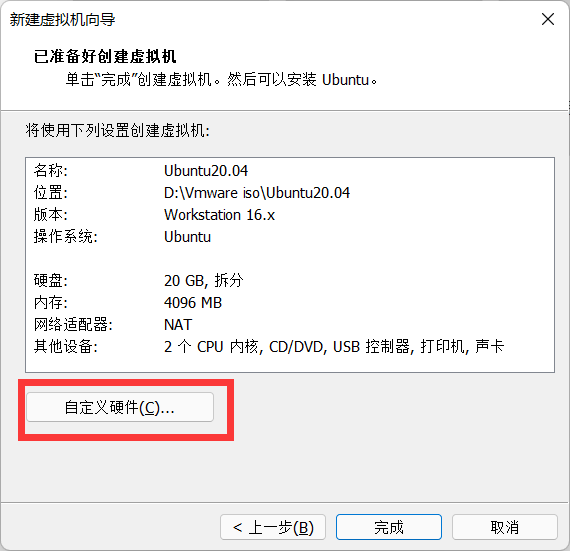 新建虚拟机向导
已准备好创建虚拟机
单击“完成”创建虚拟机。然后可以安装 Ubuntu。
将使用下列设置创建虚拟机:
名称: Ubuntu20.04
位置: D:\Vmware iso\Ubuntu20.04
版本: Workstation 16.x
操作系统: Ubuntu
硬盘: 20 GB, 拆分
内存: 4096 MB
网络适配器: NAT
其他设备: 2 个 CPU 内核, CD/DVD, USB 控制器, 打印机, 声卡
自定义硬件(C)...
< 上一步(B) 完成 取消